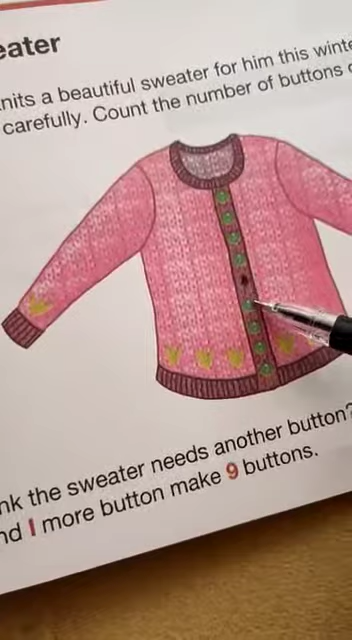 eater
nits a beautiful sweater for him this winte
carefully. Count the number of buttons o
nk the sweater needs another button?
nd 1 more button make 9 buttons.